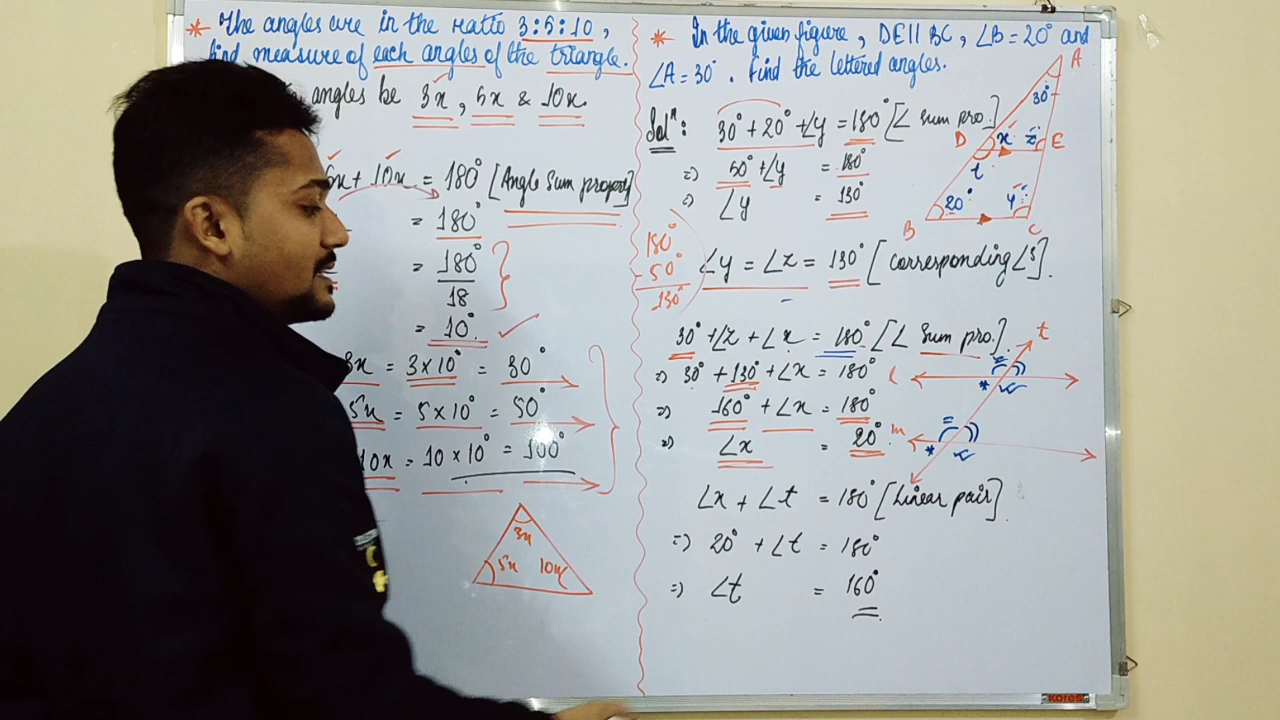 * The angles are in the ratio 3:5:10,
find measure of each angles of the triangle.
angles be 3x, 5x & 10x.
5x + 10x = 180° [Angle Sum property]
= 180°
= 180°
18
= 10°.
3x = 3×10° = 30°
5x = 5×10° = 50°
10x = 10×10° = 100°
3x
5x 10x
* In the given figure, DE॥BC, ∠B = 20° and
∠A = 30°. Find the lettered angles.
Solⁿ: 30° + 20° + ∠y = 180° [∠ sum pro.]
⇒ 50° + ∠y = 180°
⇒ ∠y = 130°
180°
- 50°
130°
∠y = ∠z = 130° [corresponding ∠s].
30° + ∠z + ∠x = 180° [∠ Sum pro.].
⇒ 30° + 130° + ∠x = 180°
⇒ 160° + ∠x = 180°
⇒ ∠x = 20°.
∠x + ∠t = 180° [Linear pair].
⇒ 20° + ∠t = 180°
⇒ ∠t = 160°
A
30°
D x z E
t
20° y
B C
t
l
m
kores